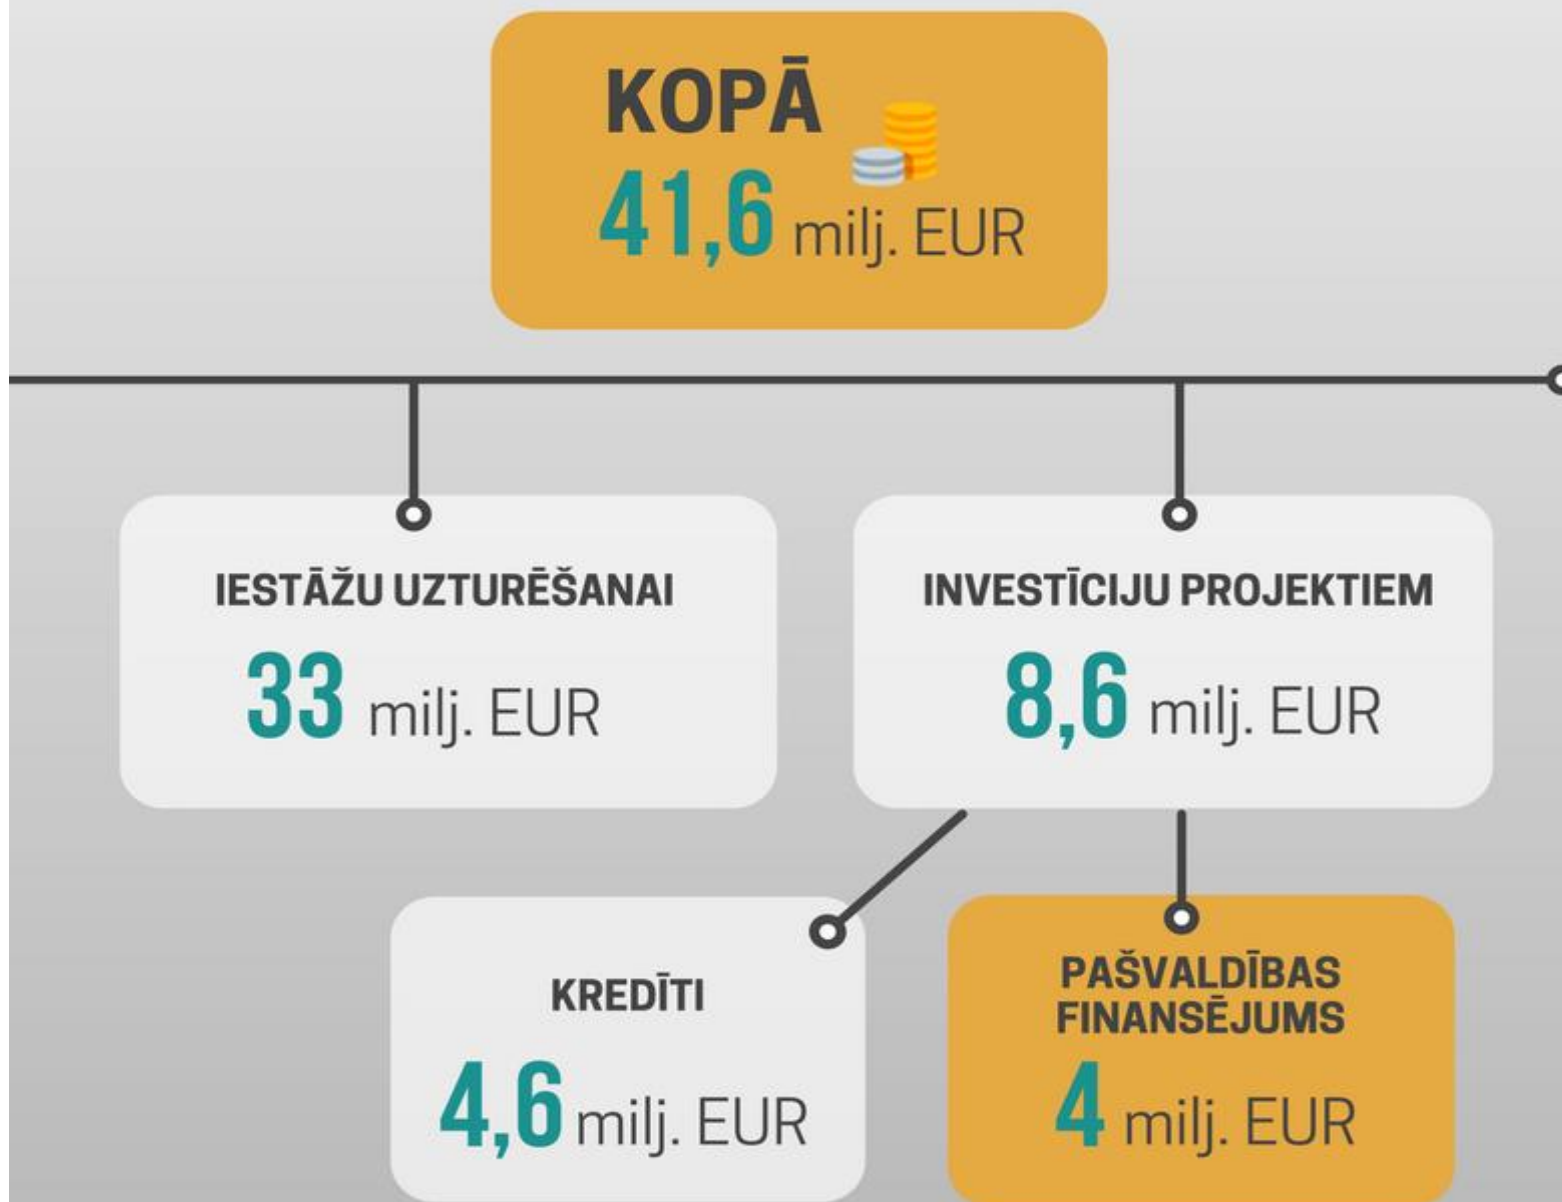 KOPĀ
41,6 milj. EUR
IESTĀŽU UZTURĒŠANAI
33 milj. EUR
INVESTĪCIJU PROJEKTIEM
8,6 milj. EUR
KREDĪTI
4,6 milj. EUR
PAŠVALDĪBAS
FINANSĒJUMS
4 milj. EUR